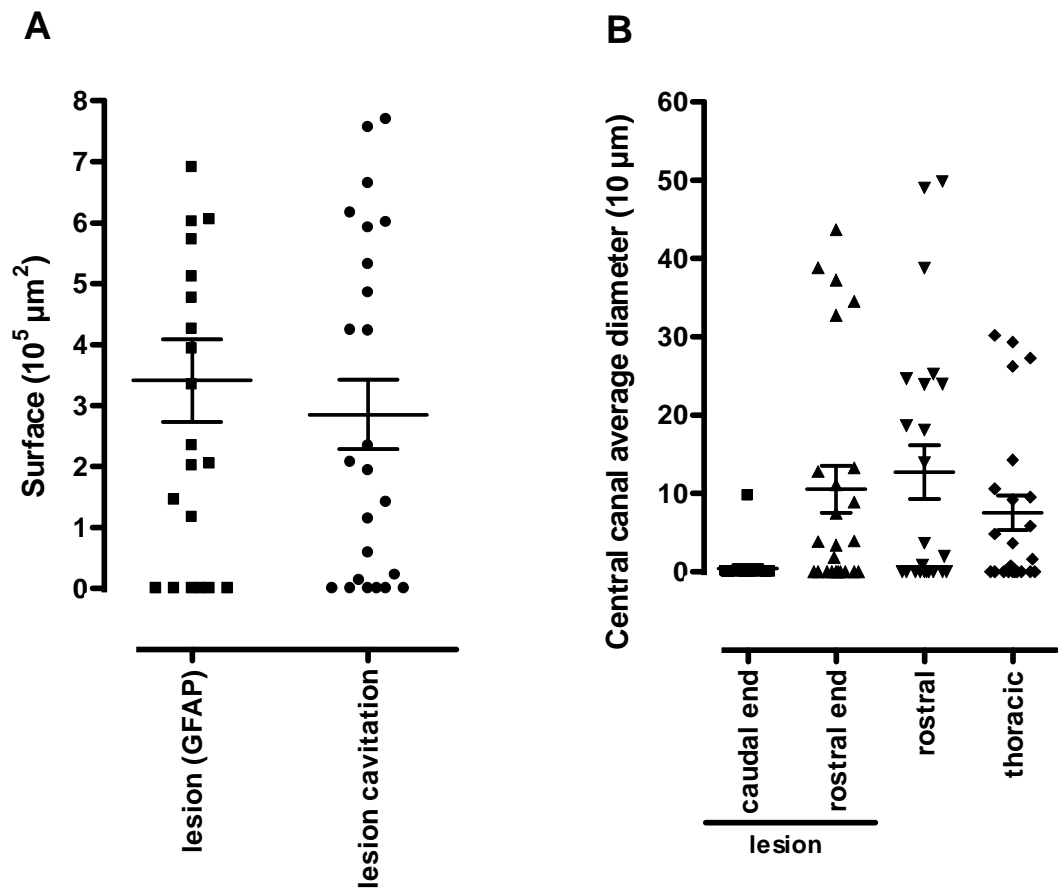 A
Surface (10⁵ µm²)
8
7
6
5
4
3
2
1
0
lesion (GFAP)
lesion cavitation
B
Central canal average diameter (10 µm)
60
50
40
30
20
10
0
caudal end
rostral end
rostral
thoracic
lesion